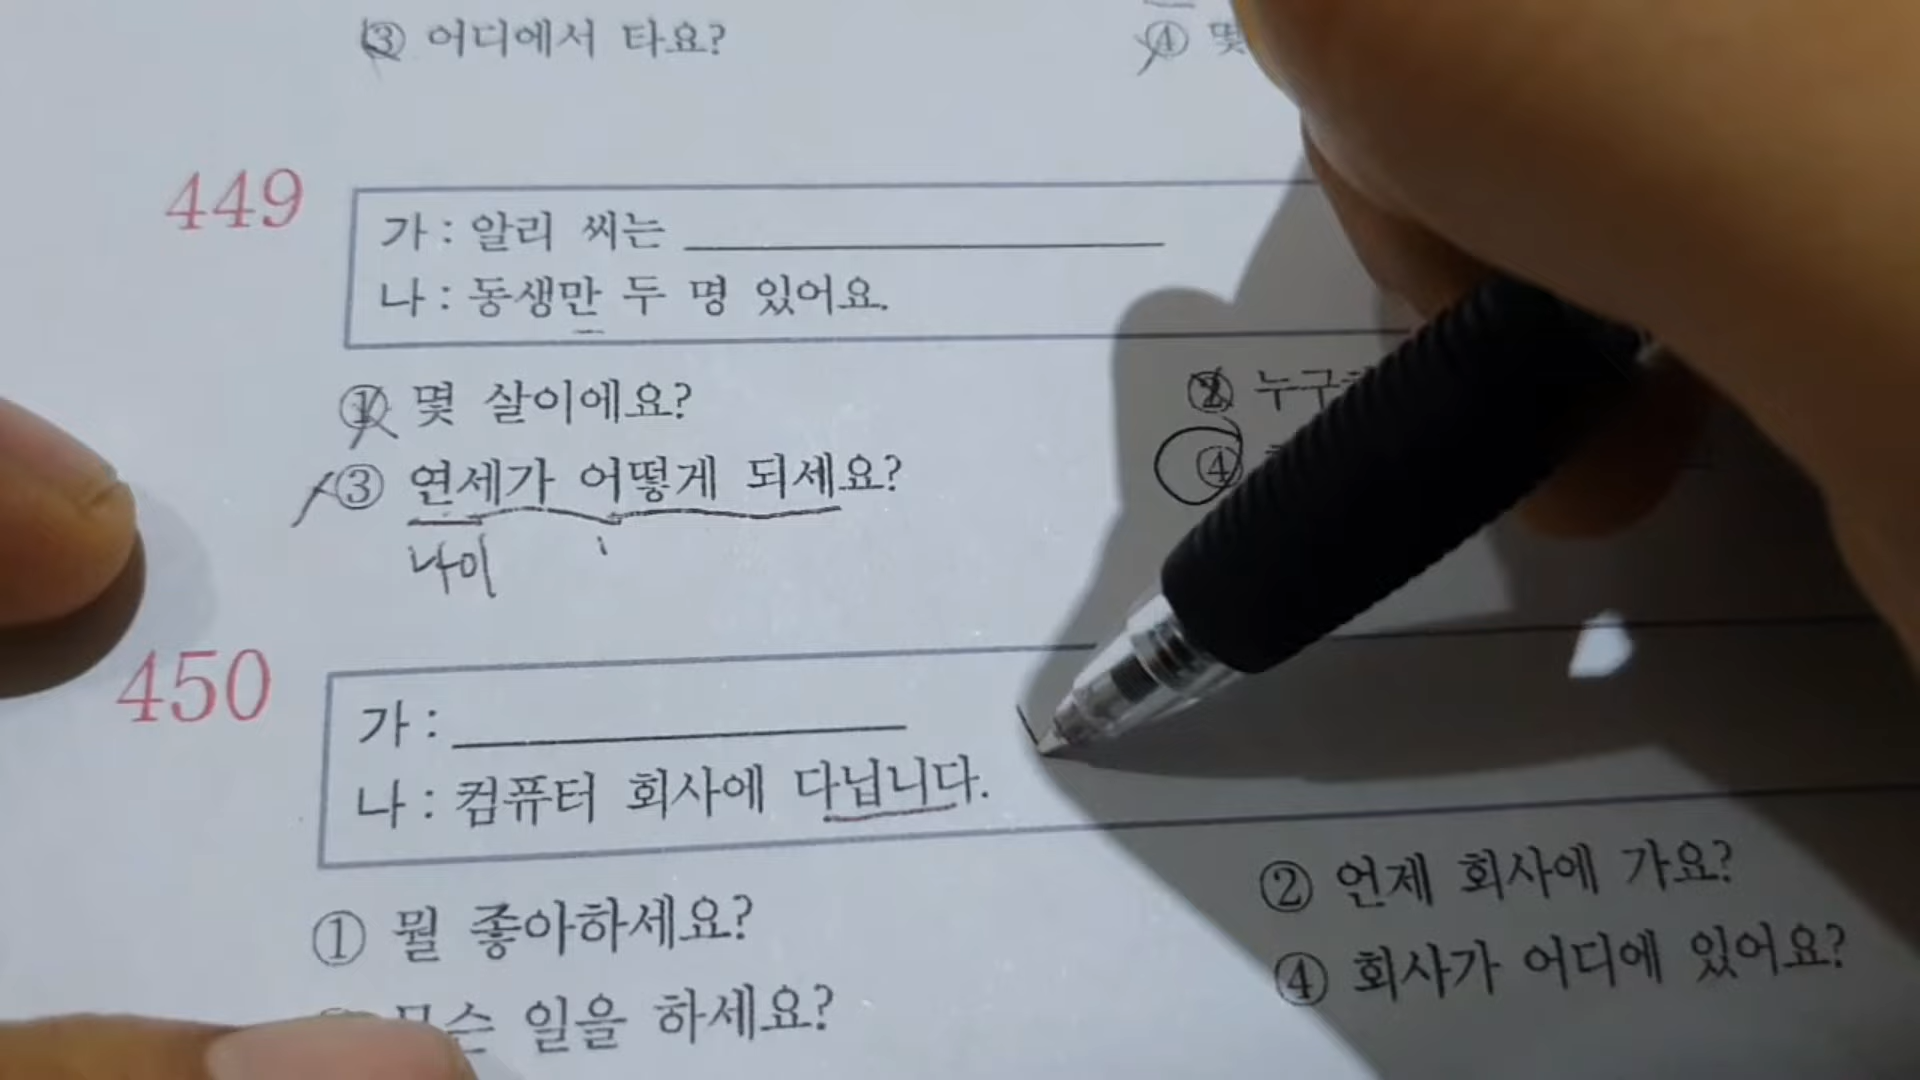 ③ 어디에서 타요?
④ 몇
449
가 : 알리 씨는
나 : 동생만 두 명 있어요.
① 몇 살이에요?
②
③ 연세가 어떻게 되세요?
④
나이
450
가 :
나 : 컴퓨터 회사에 다닙니다.
① 뭘 좋아하세요?
② 언제 회사에 가요?
일을 하세요?
④ 회사가 어디에 있어요?